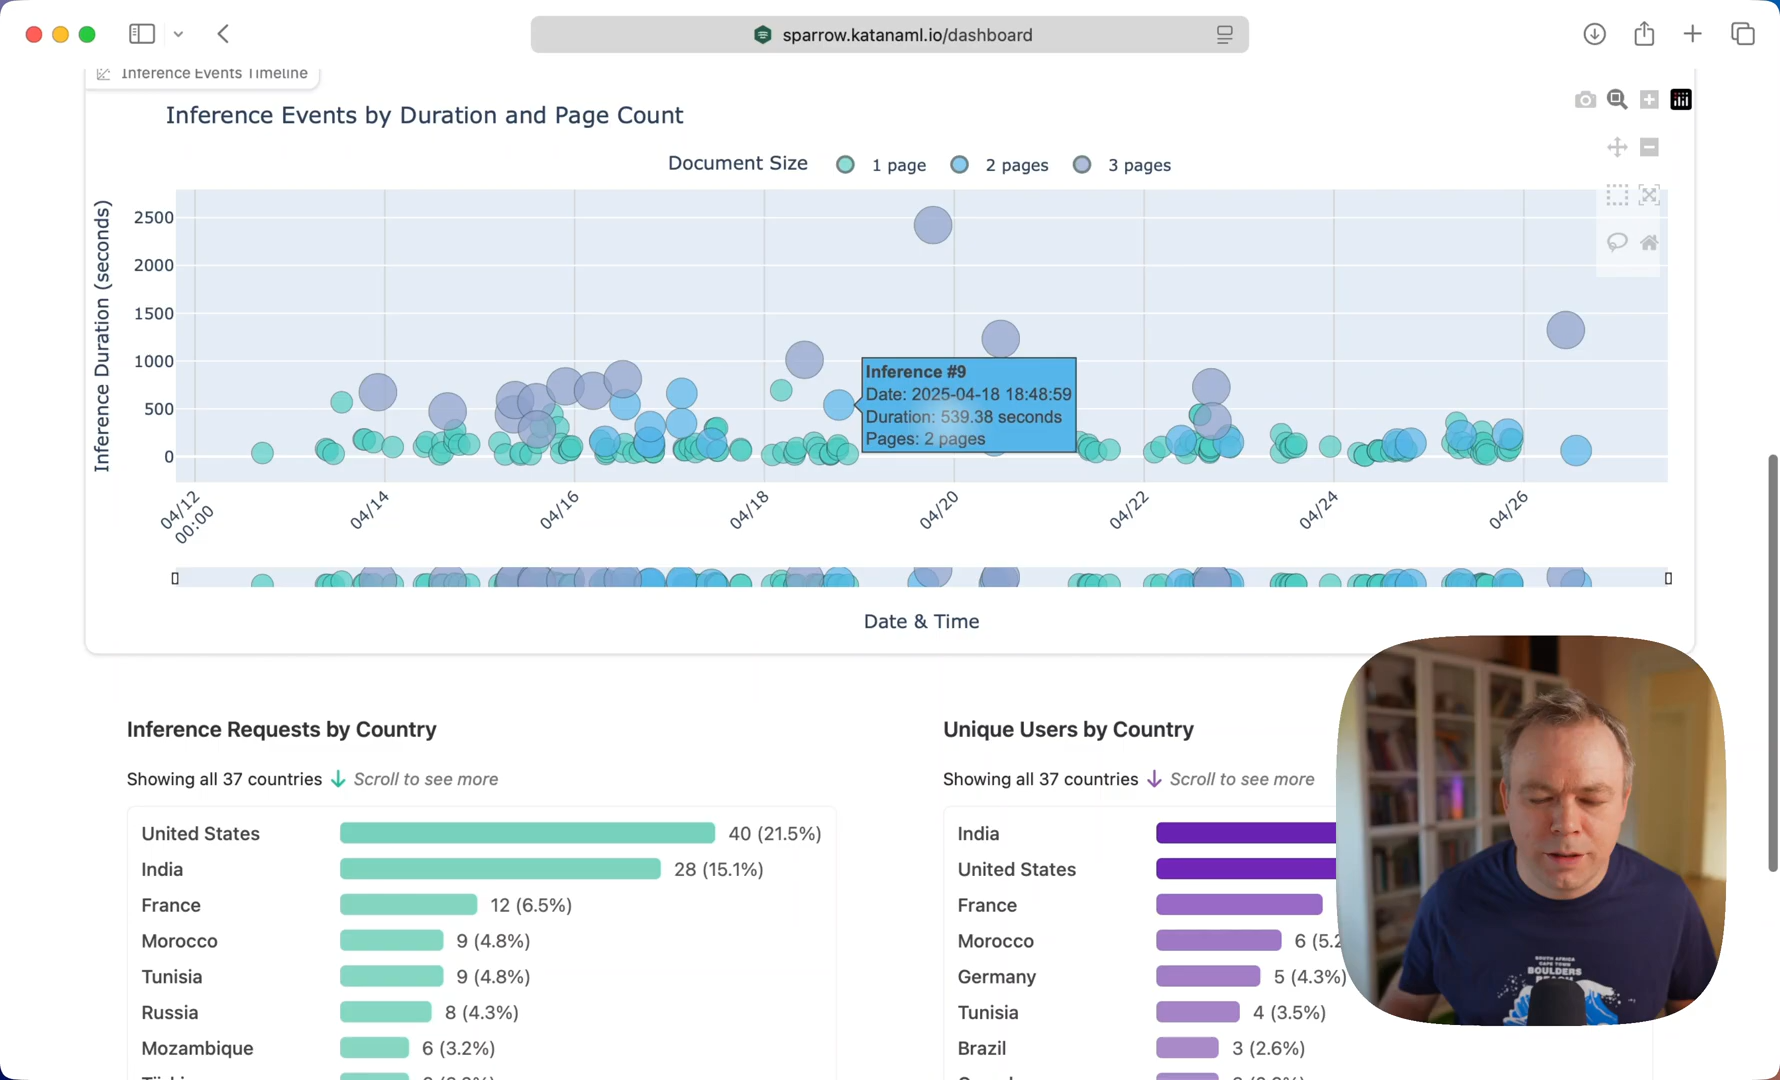 sparrow.katanaml.io/dashboard
Inference Events Timeline
Inference Events by Duration and Page Count
Document Size 1 page 2 pages 3 pages
Inference Duration (seconds)
2500
2000
1500
1000
500
0
Inference #9
Date: 2025-04-18 18:48:59
Duration: 539.38 seconds
Pages: 2 pages
04/12
00:00
04/14
04/16
04/18
04/20
04/22
04/24
04/26
Date & Time
Inference Requests by Country
Showing all 37 countries Scroll to see more
United States 40 (21.5%)
India 28 (15.1%)
France 12 (6.5%)
Morocco 9 (4.8%)
Tunisia 9 (4.8%)
Russia 8 (4.3%)
Mozambique 6 (3.2%)
Unique Users by Country
Showing all 37 countries Scroll to see more
India
United States
France
Morocco 6 (5.2
Germany 5 (4.3%)
Tunisia 4 (3.5%)
Brazil 3 (2.6%)
SOUTH AFRICA
CAPE TOWN
BOULDERS